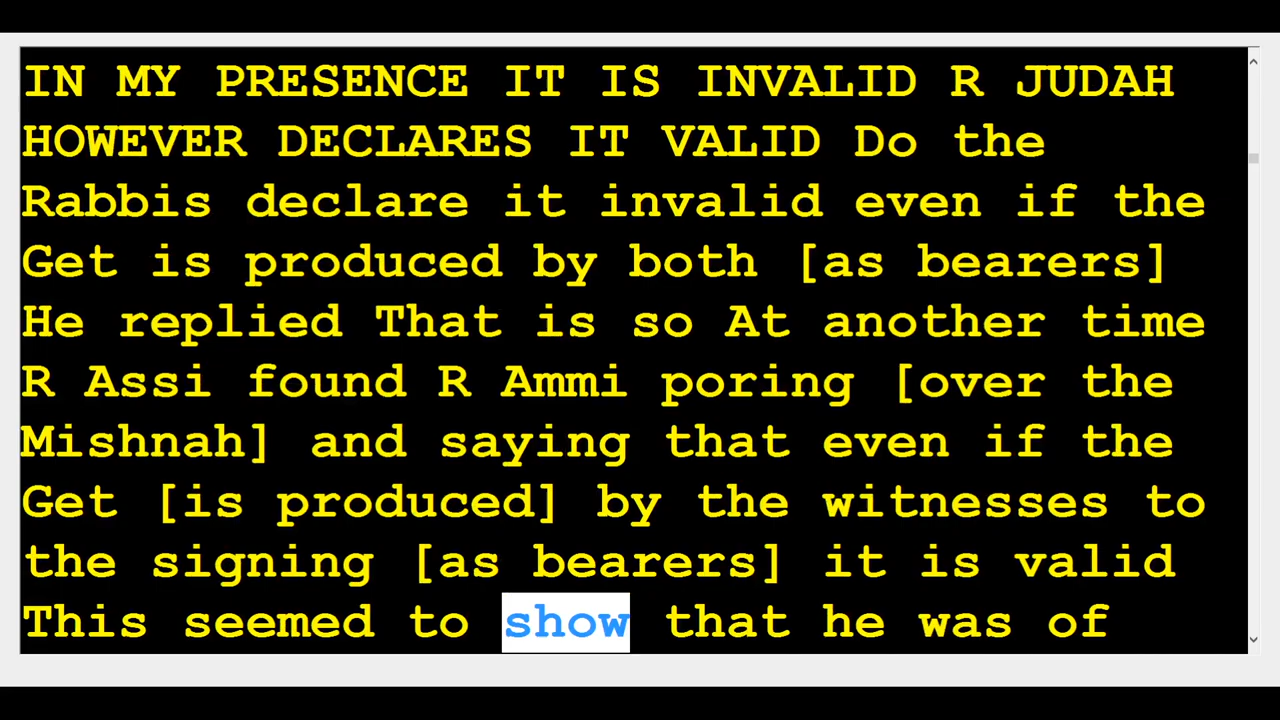 IN MY PRESENCE IT IS INVALID R JUDAH
HOWEVER DECLARES IT VALID Do the
Rabbis declare it invalid even if the
Get is produced by both [as bearers]
He replied That is so At another time
R Assi found R Ammi poring [over the
Mishnah] and saying that even if the
Get [is produced] by the witnesses to
the signing [as bearers] it is valid
This seemed to show that he was of